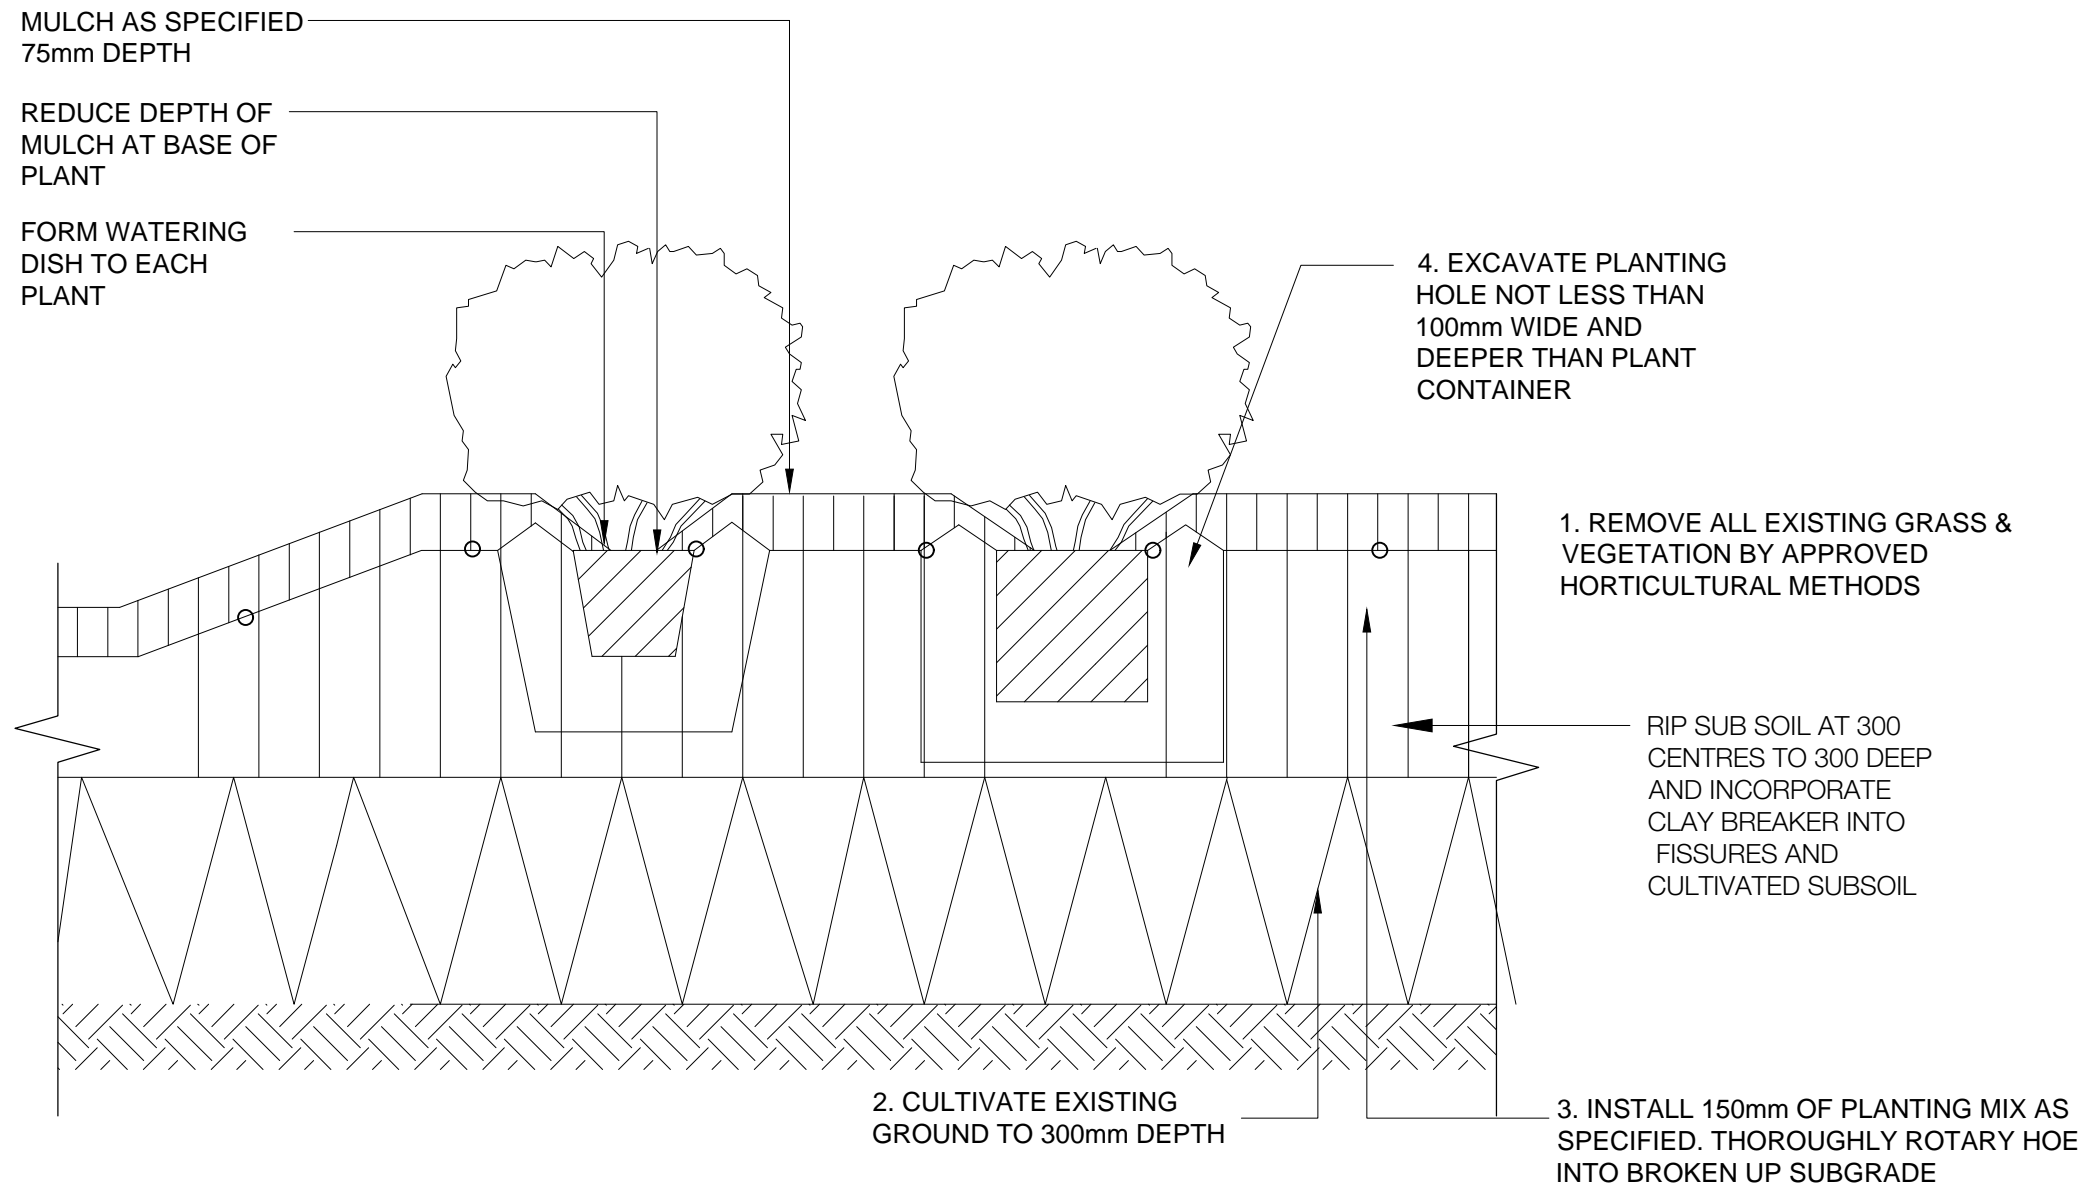 MULCH AS SPECIFIED
75mm DEPTH
REDUCE DEPTH OF
MULCH AT BASE OF
PLANT
FORM WATERING
DISH TO EACH
PLANT
4. EXCAVATE PLANTING
HOLE NOT LESS THAN
100mm WIDE AND
DEEPER THAN PLANT
CONTAINER
1. REMOVE ALL EXISTING GRASS &
VEGETATION BY APPROVED
HORTICULTURAL METHODS
RIP SUB SOIL AT 300
CENTRES TO 300 DEEP
AND INCORPORATE
CLAY BREAKER INTO
FISSURES AND
CULTIVATED SUBSOIL
2. CULTIVATE EXISTING
GROUND TO 300mm DEPTH
3. INSTALL 150mm OF PLANTING MIX AS
SPECIFIED. THOROUGHLY ROTARY HOE
INTO BROKEN UP SUBGRADE